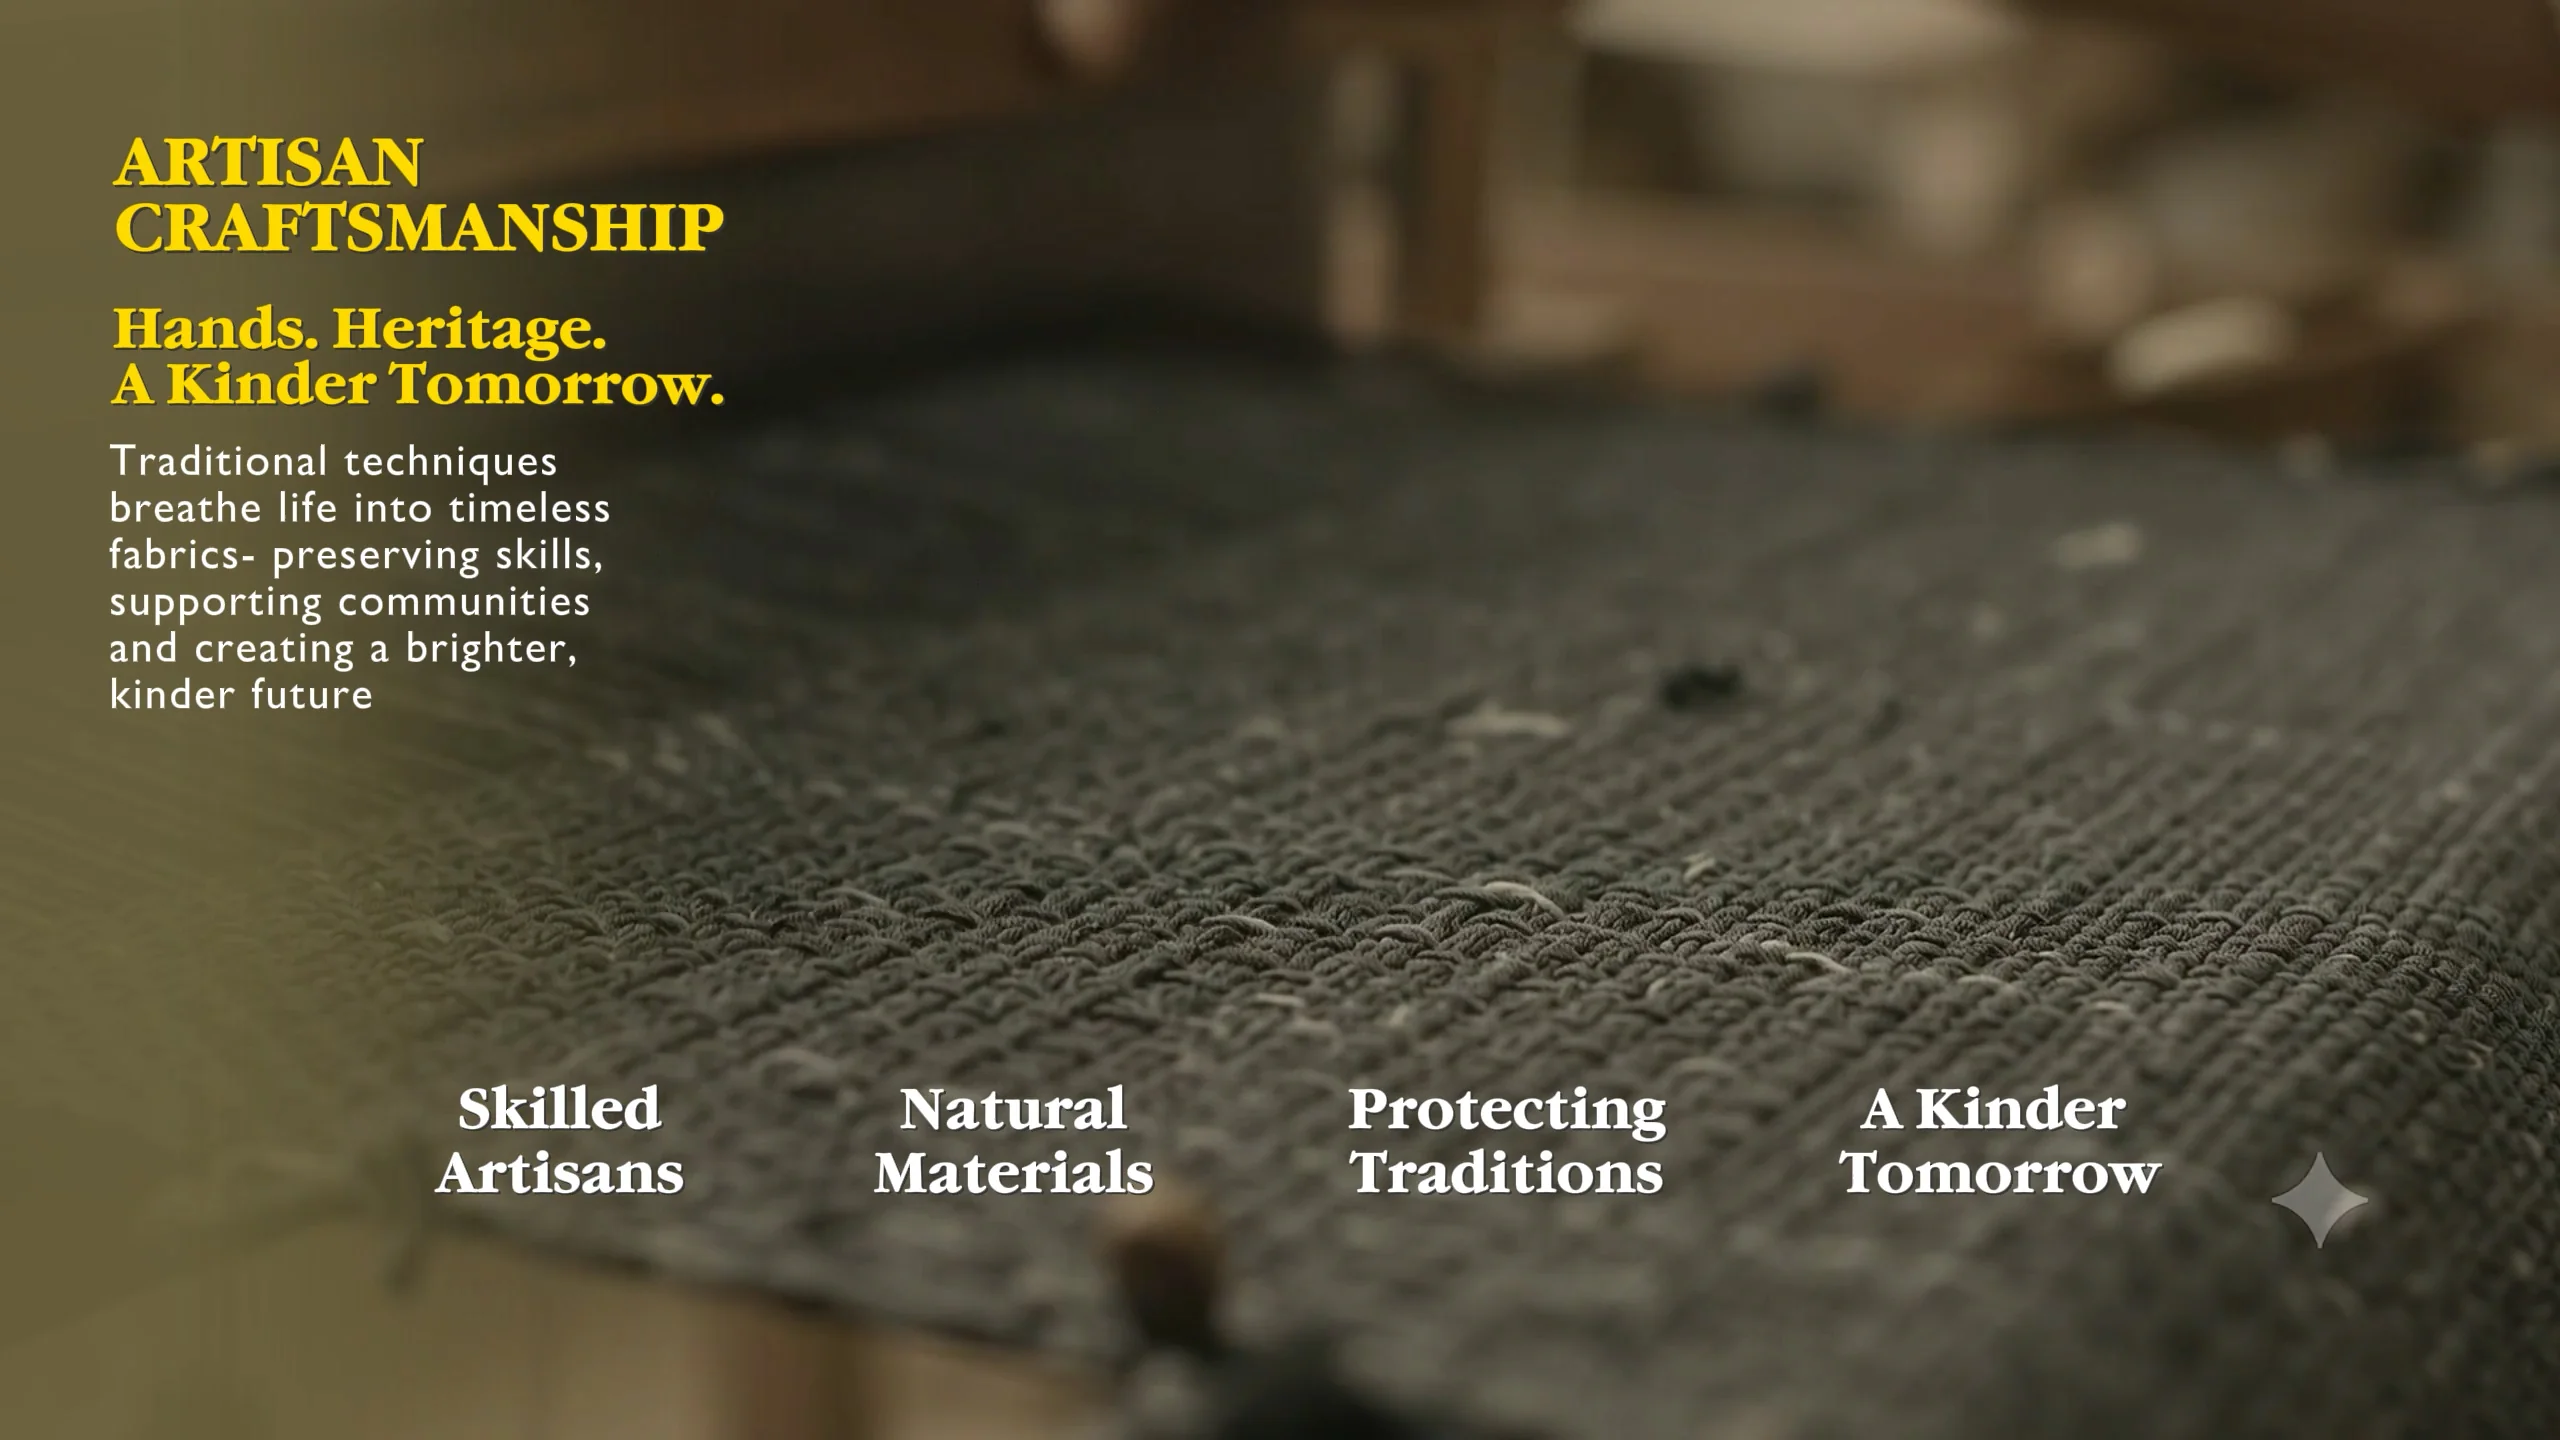 ARTISAN
CRAFTSMANSHIP
Hands. Heritage.
A Kinder Tomorrow.
Traditional techniques
breathe life into timeless
fabrics- preserving skills,
supporting communities
and creating a brighter,
kinder future
Skilled
Artisans
Natural
Materials
Protecting
Traditions
A Kinder
Tomorrow